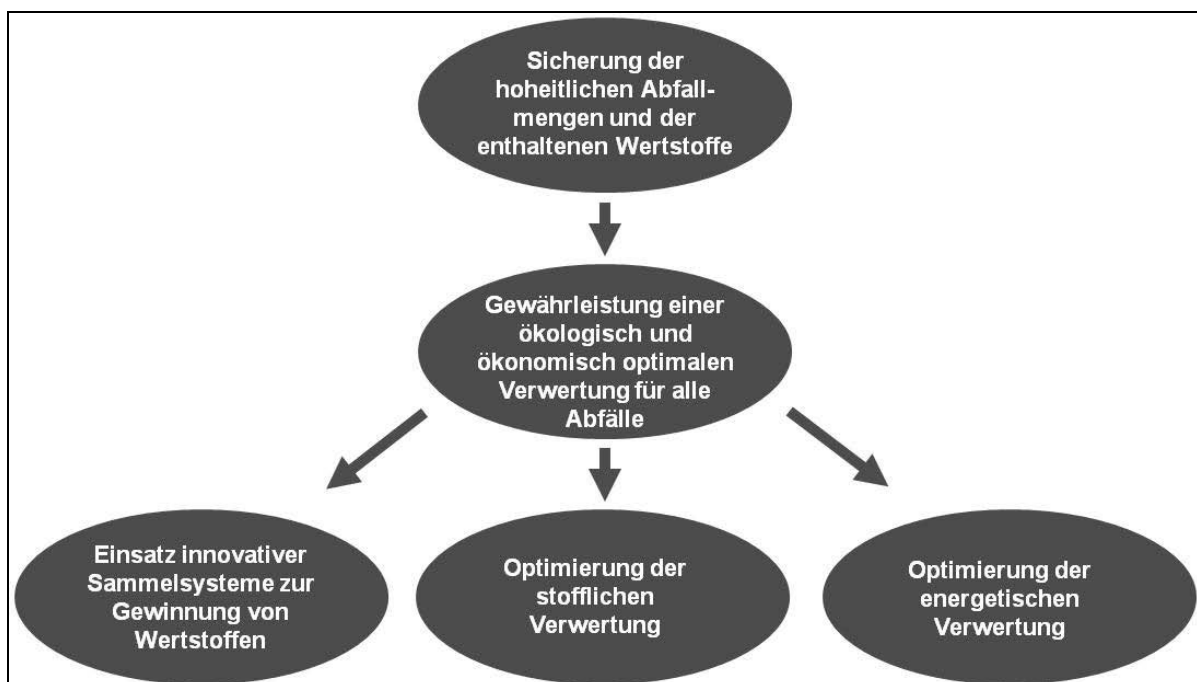 Sicherung der
hoheitlichen Abfall-
mengen und der
enthaltenen Wertstoffe
Gewährleistung einer
ökologisch und
ökonomisch optimalen
Verwertung für alle
Abfälle
Einsatz innovativer
Sammelsysteme zur
Gewinnung von
Wertstoffen
Optimierung der
stofflichen
Verwertung
Optimierung der
energetischen
Verwertung